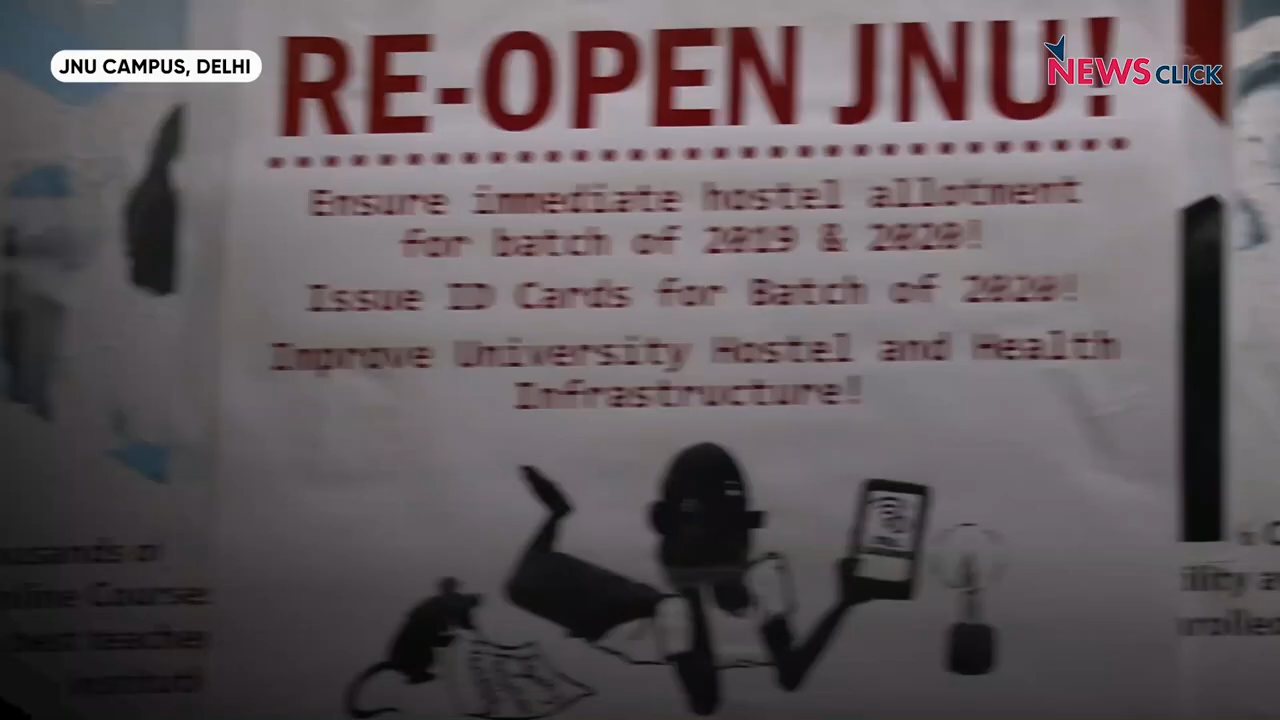 JNU CAMPUS, DELHI
NEWSCLICK
RE-OPEN JNU!
Ensure immediate hostel allotment
for batch of 2019 & 2020!
Issue ID Cards for Batch of 2020!
Improve University Hostel and Health
Infrastructure!